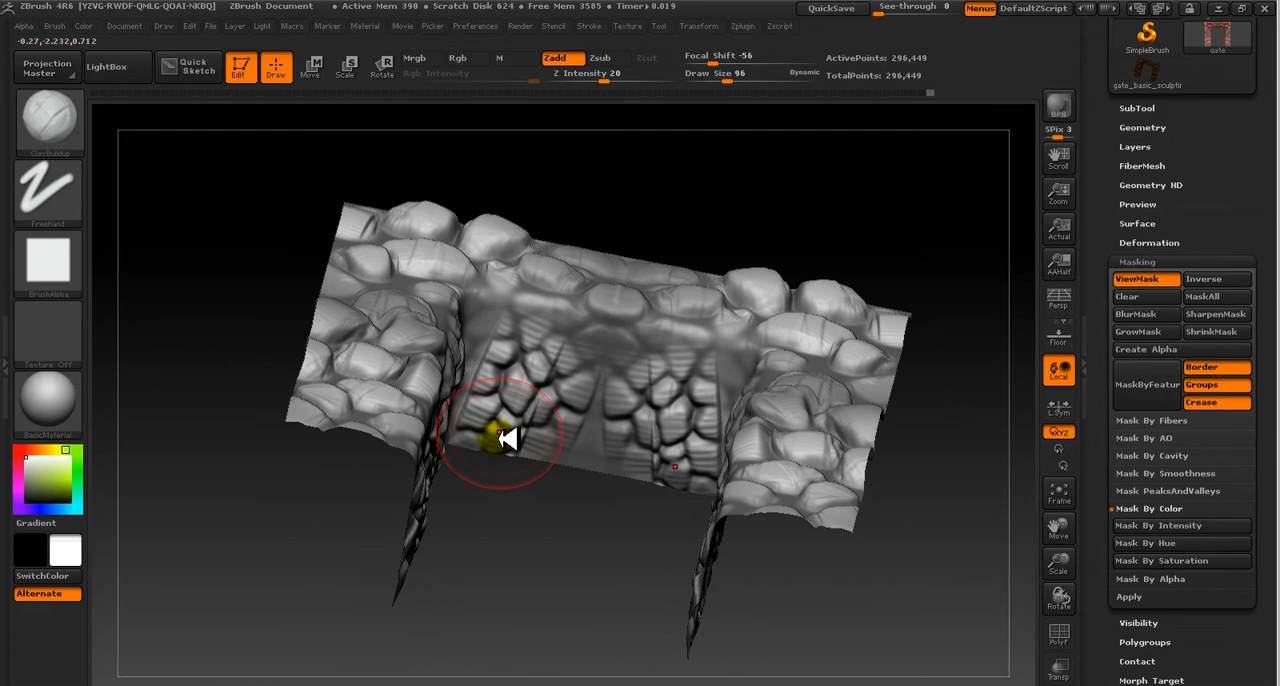 ZBrush 4R6 [YZVG-RWDF-QMLG-QOAI-NKBQ] ZBrush Document • Active Mem 390 • Scratch Disk 624 • Free Mem 3585 • Timer▸0.019 QuickSave See-through 0 Menus DefaultZScript
Alpha Brush Color Document Draw Edit File Layer Light Macro Marker Material Movie Picker Preferences Render Stencil Stroke Texture Tool Transform Zplugin Zscript
-0.27,-2.232,0.712
Projection Master
LightBox
Quick Sketch
Edit
Draw
Move
Scale
Rotate
Mrgb Rgb M
Rgb Intensity
Zadd Zsub Zcut
Z Intensity 20
Focal Shift -56
Draw Size 96 Dynamic
ActivePoints: 296,449
TotalPoints: 296,449
ClayBuildup
FreeHand
BrushAlpha
Texture Off
BasicMaterial
Gradient
SwitchColor
Alternate
BPR
SPix 3
Scroll
Zoom
Actual
AAHalf
Persp
Floor
Local
L.Sym
XYZ
Frame
Move
Scale
Rotate
PolyF
Transp
SimpleBrush
gate
gate_basic_sculptir
SubTool
Geometry
Layers
FiberMesh
Geometry HD
Preview
Surface
Deformation
Masking
ViewMask Inverse
Clear MaskAll
BlurMask SharpenMask
GrowMask ShrinkMask
Create Alpha
MaskByFeatur
Border
Groups
Crease
Mask By Fibers
Mask By AO
Mask By Cavity
Mask By Smoothness
Mask PeaksAndValleys
Mask By Color
Mask By Intensity
Mask By Hue
Mask By Saturation
Mask By Alpha
Apply
Visibility
Polygroups
Contact
Morph Target